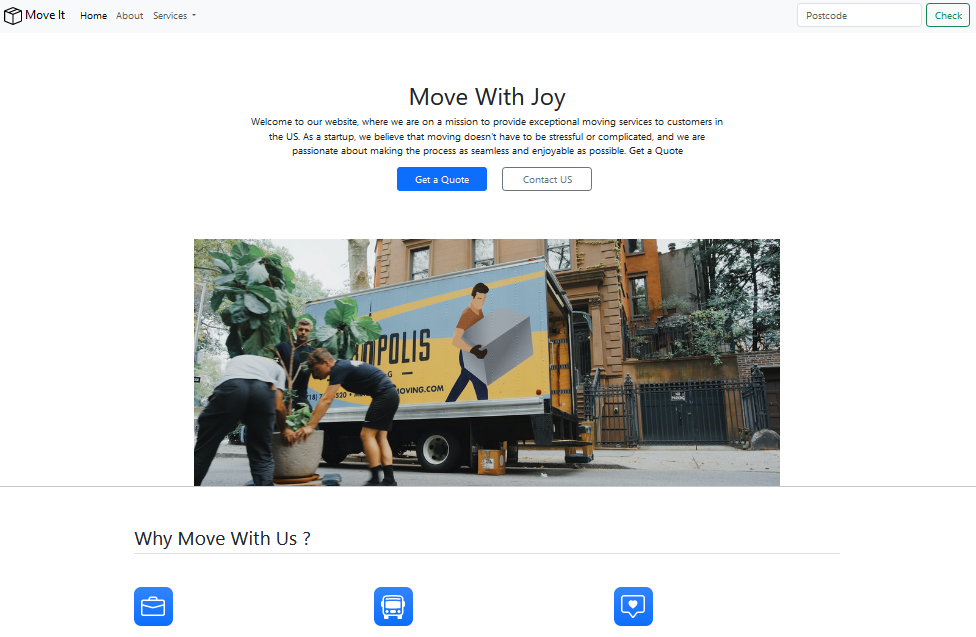 Move It Home About Services Postcode Check
Move With Joy
Welcome to our website, where we are on a mission to provide exceptional moving services to customers in
the US. As a startup, we believe that moving doesn't have to be stressful or complicated, and we are
passionate about making the process as seamless and enjoyable as possible. Get a Quote
Get a Quote Contact US
OPOLIS
G
MOVING.COM
NO
PARKING
Why Move With Us ?